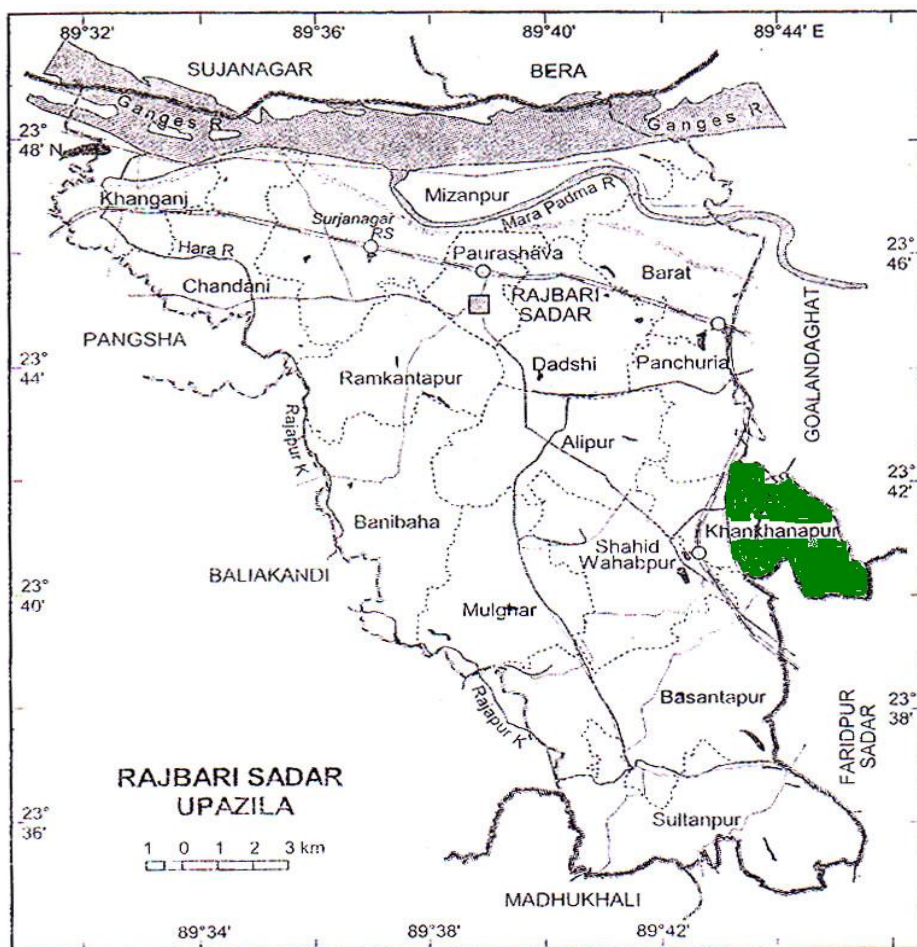 89°32' 89°36' 89°40' 89°44' E
SUJANAGAR BERA
Ganges R Ganges R
23°
48' N
Mizanpur
Khanganj
Mara Padma R
Surjanagar
RS
23°
46'
Hara R
Paurashava
Barat
Chandani
RAJBARI
SADAR
PANGSHA
GOALANDAGHAT
23°
44'
Dadshi Panchuria
Ramkantapur
Rajapur K
Alipur
23°
42'
Banibaha
Khankhanapur
Shahid
Wahabpur
BALIAKANDI
23°
40'
Mulghar
Basantapur
23°
38'
Rajapur K
FARIDPUR
SADAR
RAJBARI SADAR
UPAZILA
23°
36'
Sultanpur
1 0 1 2 3 km
MADHUKHALI
89°34' 89°38' 89°42'